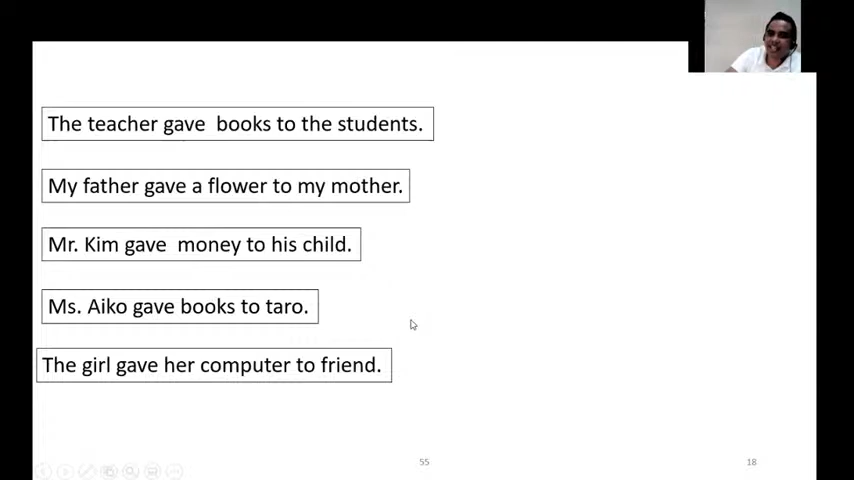 The teacher gave  books to the students.
My father gave a flower to my mother.
Mr. Kim gave  money to his child.
Ms. Aiko gave books to taro.
The girl gave her computer to friend.
55
18